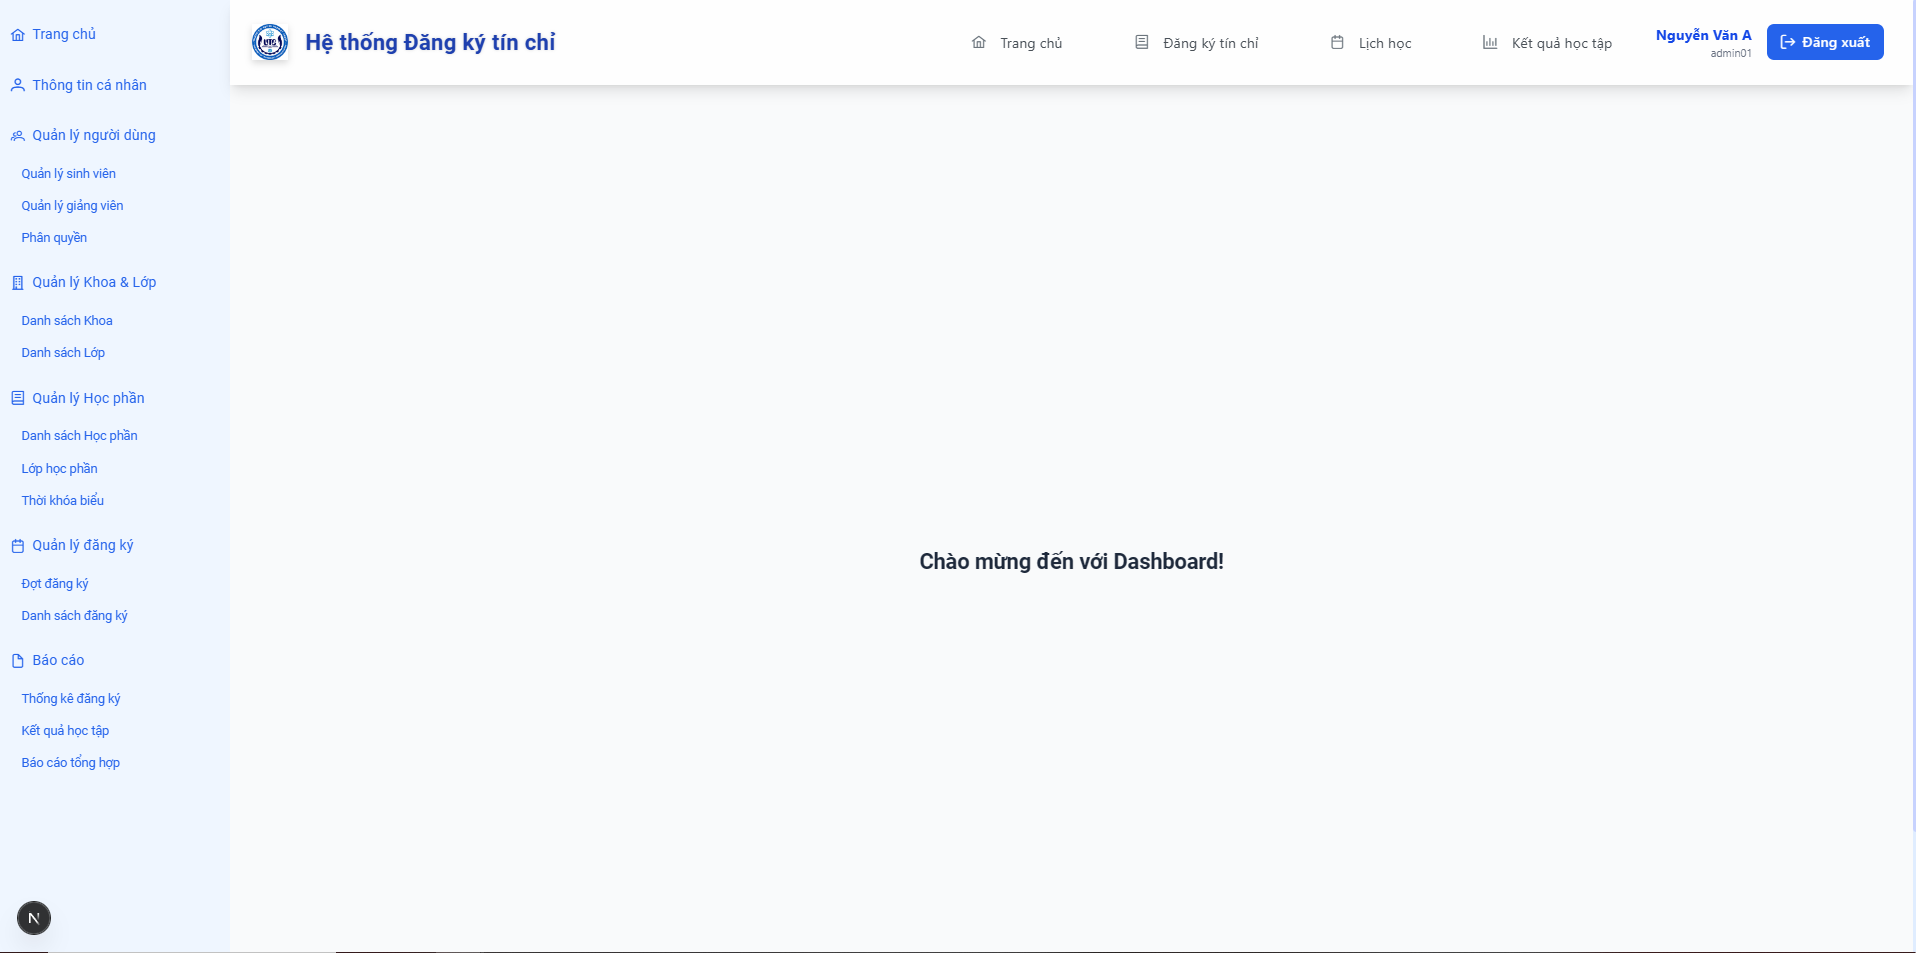 Trang chủ
Thông tin cá nhân
Quản lý người dùng
Quản lý sinh viên
Quản lý giảng viên
Phân quyền
Quản lý Khoa & Lớp
Danh sách Khoa
Danh sách Lớp
Quản lý Học phần
Danh sách Học phần
Lớp học phần
Thời khóa biểu
Quản lý đăng ký
Đợt đăng ký
Danh sách đăng ký
Báo cáo
Thống kê đăng ký
Kết quả học tập
Báo cáo tổng hợp
N
Hệ thống Đăng ký tín chỉ
Trang chủ
Đăng ký tín chỉ
Lịch học
Kết quả học tập
Nguyễn Văn A
admin01
Đăng xuất
Chào mừng đến với Dashboard!